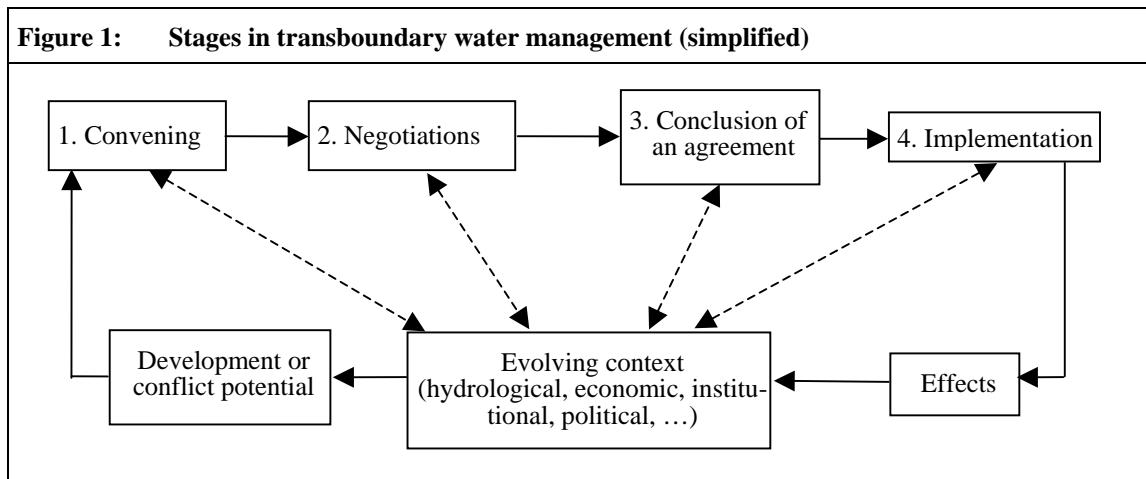 Figure 1: Stages in transboundary water management (simplified)
1. Convening
2. Negotiations
3. Conclusion of
an agreement
4. Implementation
Development or
conflict potential
Evolving context
(hydrological, economic, institu-
tional, political, …)
Effects